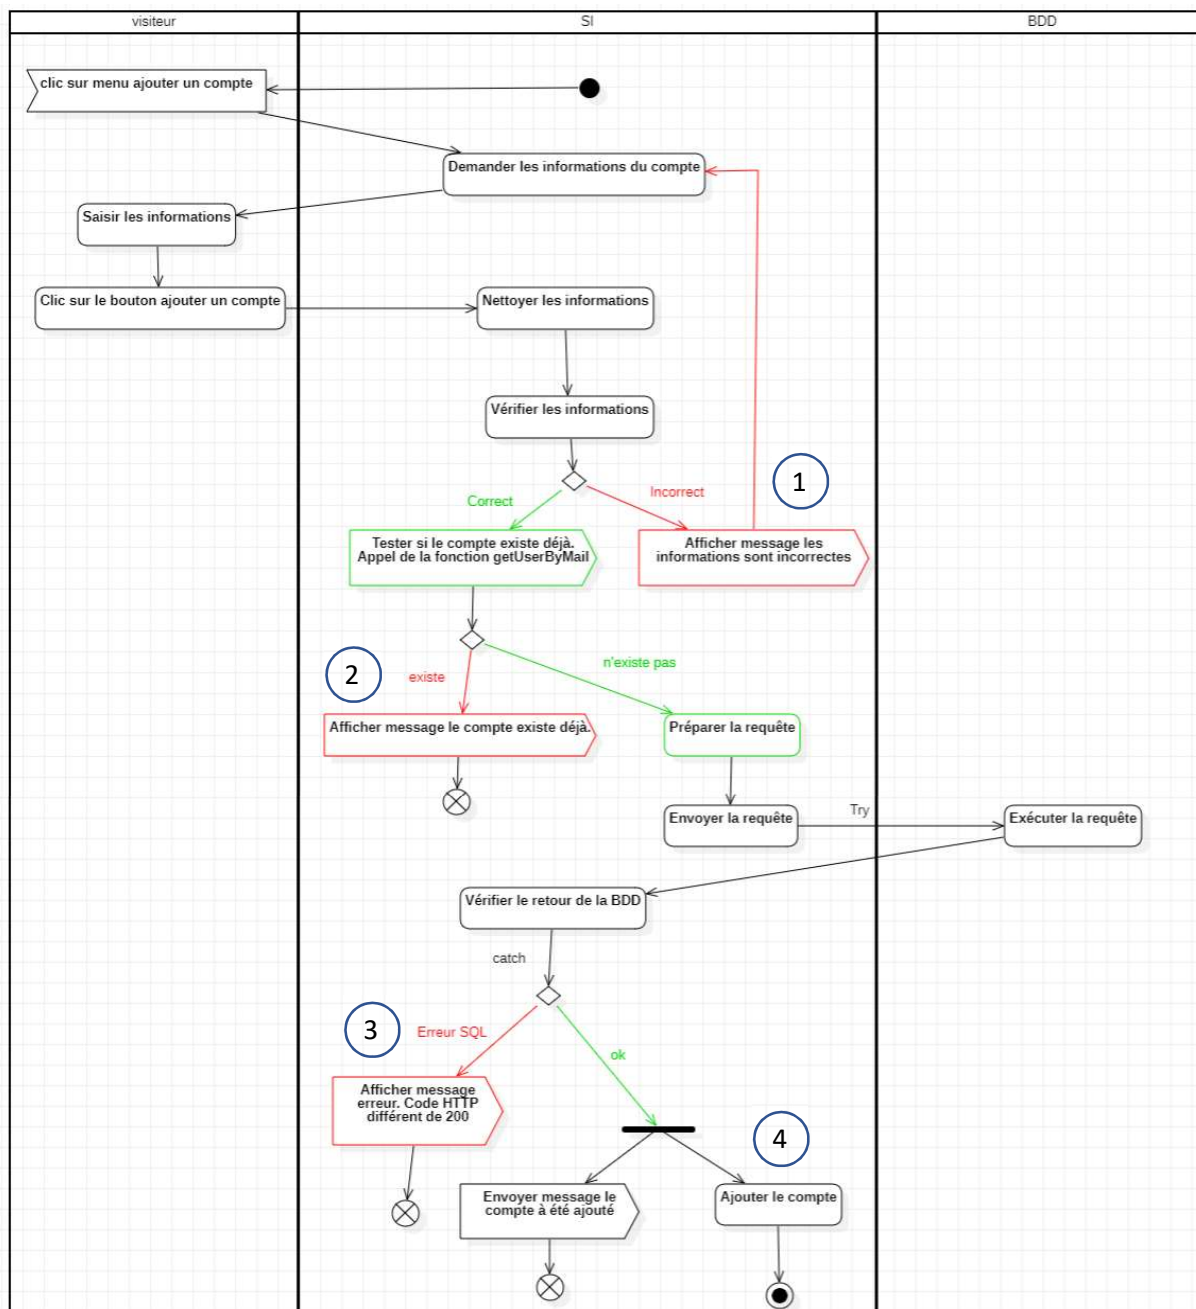 visiteur
SI
BDD
clic sur menu ajouter un compte
Demander les informations du compte
Saisir les informations
Clic sur le bouton ajouter un compte
Nettoyer les informations
Vérifier les informations
1
Correct
Incorrect
Tester si le compte existe déjà.
Appel de la fonction getUserByMail
Afficher message les
informations sont incorrectes
2
existe
n'existe pas
Afficher message le compte existe déjà.
Préparer la requête
Envoyer la requête
Try
Exécuter la requête
Vérifier le retour de la BDD
catch
3
Erreur SQL
ok
Afficher message
erreur. Code HTTP
différent de 200
4
Envoyer message le
compte à été ajouté
Ajouter le compte